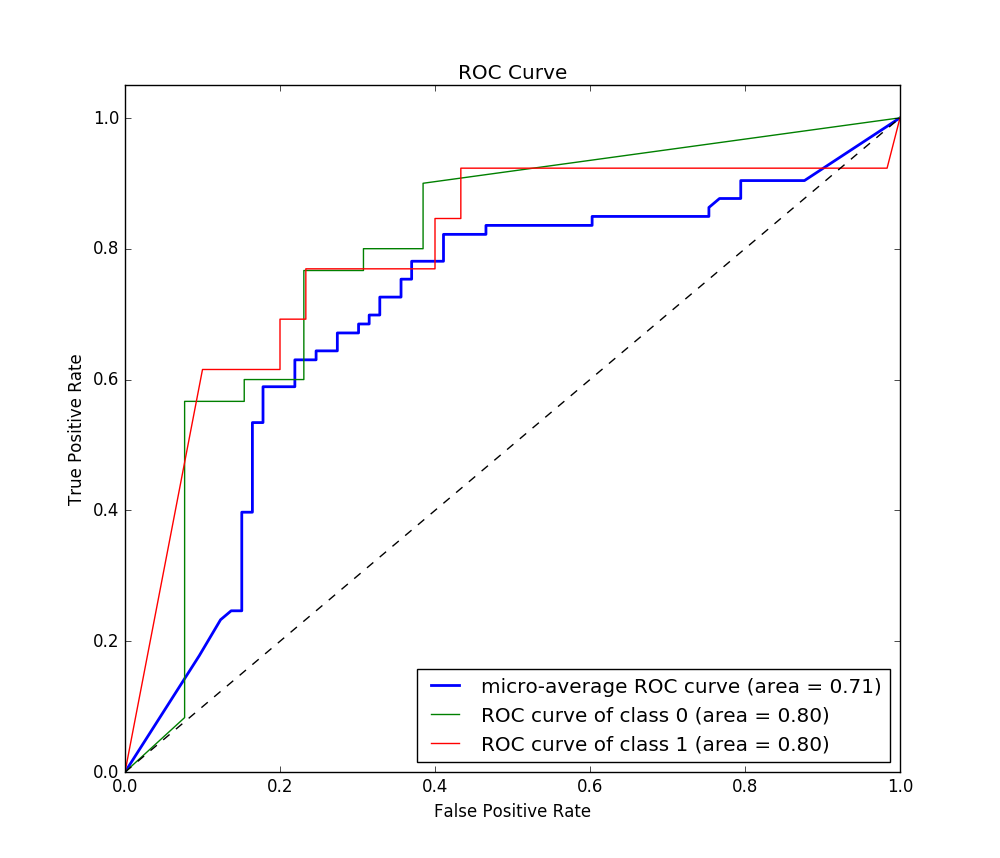 ROC Curve
1.0
0.8
0.6
0.4
0.2
0.0
True Positive Rate
micro-average ROC curve (area = 0.71)
ROC curve of class 0 (area = 0.80)
ROC curve of class 1 (area = 0.80)
0.0 0.2 0.4 0.6 0.8 1.0
False Positive Rate